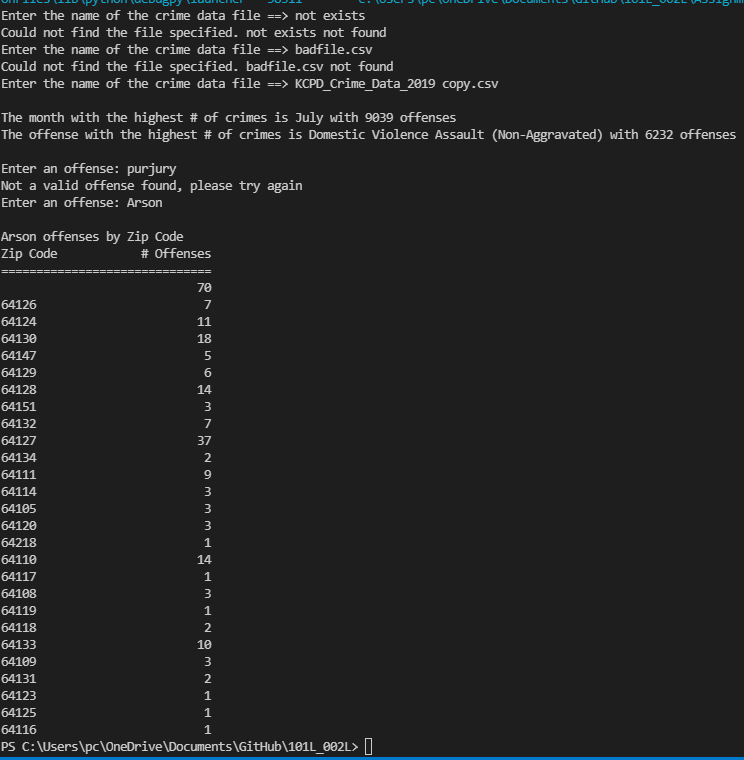 Enter the name of the crime data file ==> not exists
Could not find the file specified. not exists not found
Enter the name of the crime data file ==> badfile.csv
Could not find the file specified. badfile.csv not found
Enter the name of the crime data file ==> KCPD_Crime_Data_2019 copy.csv
The month with the highest # of crimes is July with 9039 offenses
The offense with the highest # of crimes is Domestic Violence Assault (Non-Aggravated) with 6232 offenses
Enter an offense: purjury
Not a valid offense found, please try again
Enter an offense: Arson
Arson offenses by Zip Code
Zip Code # Offenses
==============================
70
64126 7
64124 11
64130 18
64147 5
64129 6
64128 14
64151 3
64132 7
64127 37
64134 2
64111 9
64114 3
64105 3
64120 3
64218 1
64110 14
64117 1
64108 3
64119 1
64118 2
64133 10
64109 3
64131 2
64123 1
64125 1
64116 1
PS C:\Users\pc\OneDrive\Documents\GitHub\101L_002L>